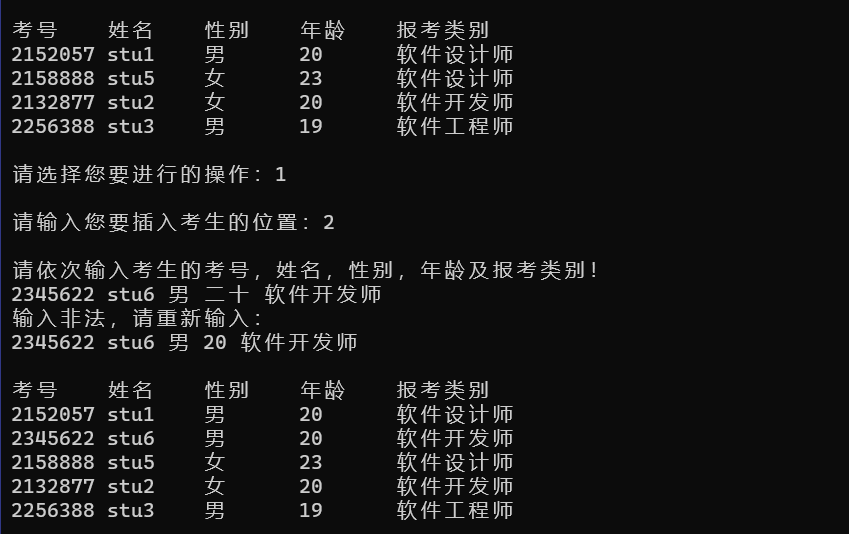 考号 姓名 性别 年龄 报考类别
2152057 stu1 男 20 软件设计师
2158888 stu5 女 23 软件设计师
2132877 stu2 女 20 软件开发师
2256388 stu3 男 19 软件工程师
请选择您要进行的操作：1
请输入您要插入考生的位置：2
请依次输入考生的考号，姓名，性别，年龄及报考类别！
2345622 stu6 男 二十 软件开发师
输入非法，请重新输入：
2345622 stu6 男 20 软件开发师
考号 姓名 性别 年龄 报考类别
2152057 stu1 男 20 软件设计师
2345622 stu6 男 20 软件开发师
2158888 stu5 女 23 软件设计师
2132877 stu2 女 20 软件开发师
2256388 stu3 男 19 软件工程师